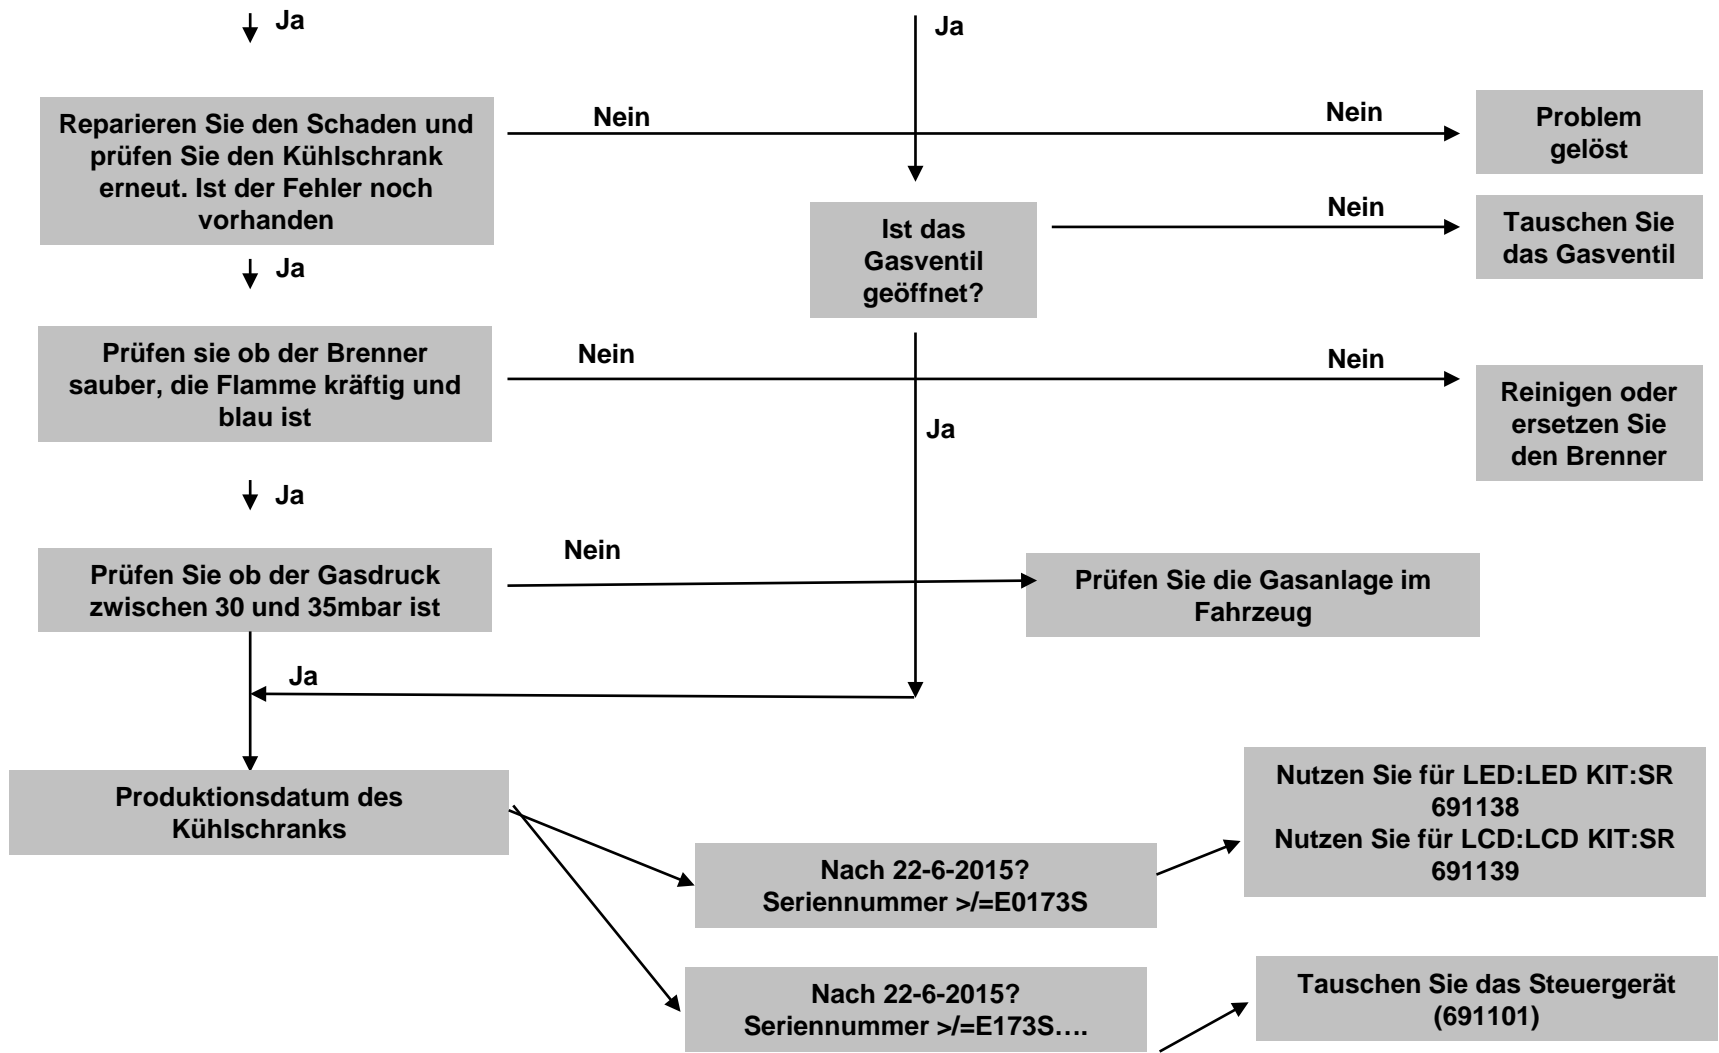 Ja
Ja
Reparieren Sie den Schaden und
prüfen Sie den Kühlschrank
erneut. Ist der Fehler noch
vorhanden
Nein
Nein
Problem
gelöst
Ist das
Gasventil
geöffnet?
Nein
Tauschen Sie
das Gasventil
Ja
Prüfen sie ob der Brenner
sauber, die Flamme kräftig und
blau ist
Nein
Nein
Reinigen oder
ersetzen Sie
den Brenner
Ja
Ja
Prüfen Sie ob der Gasdruck
zwischen 30 und 35mbar ist
Nein
Prüfen Sie die Gasanlage im
Fahrzeug
Ja
Produktionsdatum des
Kühlschranks
Nach 22-6-2015?
Seriennummer >/=E0173S
Nutzen Sie für LED:LED KIT:SR
691138
Nutzen Sie für LCD:LCD KIT:SR
691139
Nach 22-6-2015?
Seriennummer >/=E173S….
Tauschen Sie das Steuergerät
(691101)